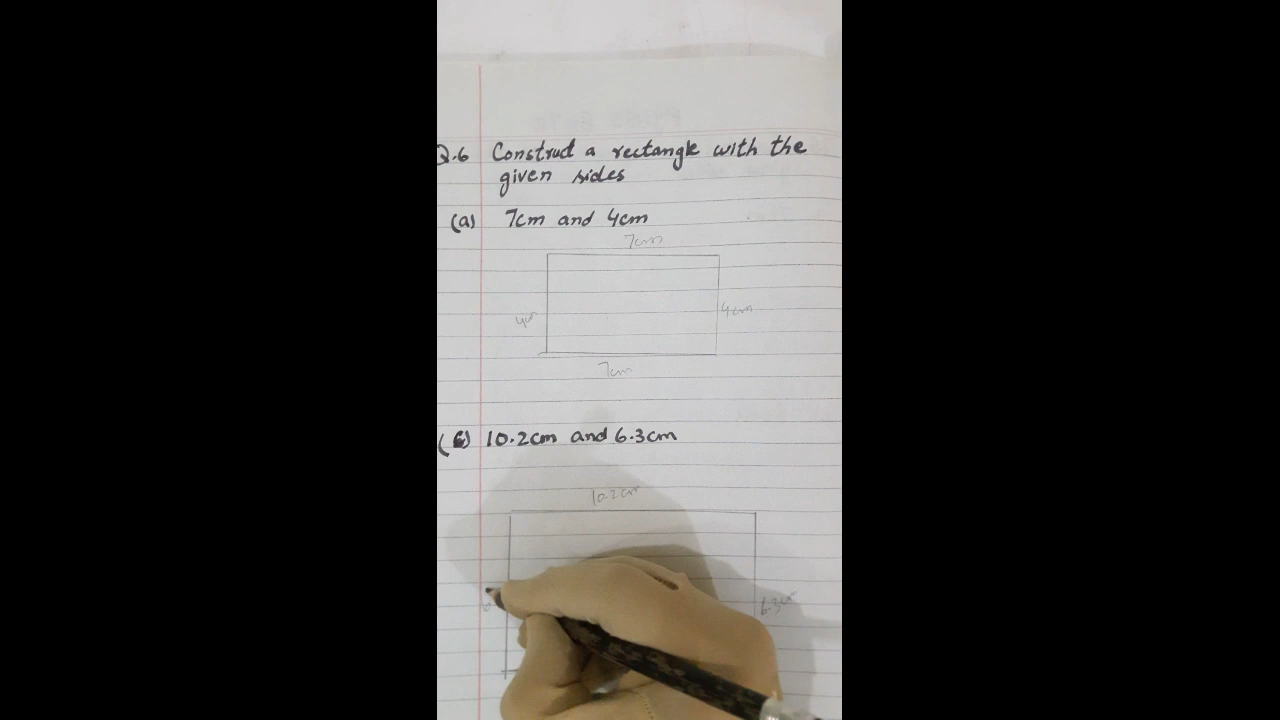 Q.6 Construct a rectangle with the
given sides
(a) 7cm and 4cm
7cm
4cm
4cm
7cm
(c) 10.2cm and 6.3cm
10.2cm
6.3cm